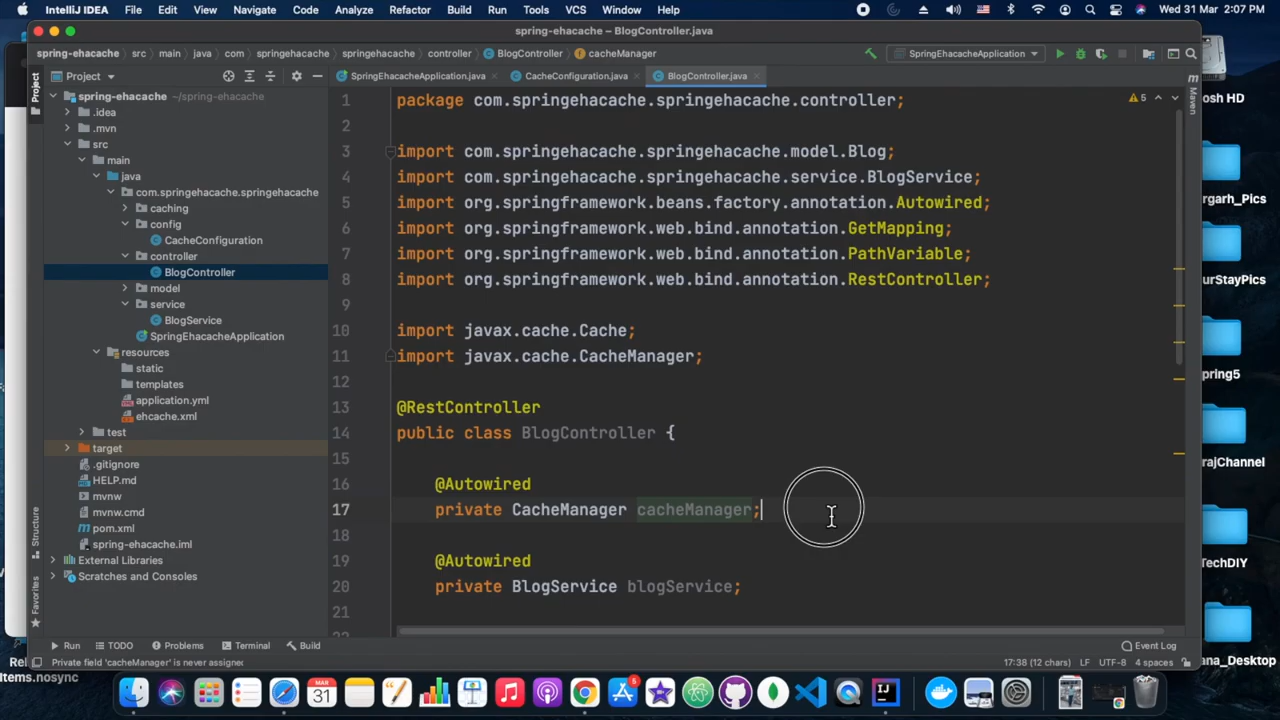 IntelliJ IDEA File Edit View Navigate Code Analyze Refactor Build Run Tools VCS Window Help Wed 31 Mar 2:07 PM
spring-ehacache – BlogController.java
spring-ehacache src main java com springehacache springehacache controller BlogController cacheManager SpringEhacacheApplication
Project
SpringEhacacheApplication.java CacheConfiguration.java BlogController.java
Project
Structure
Favorites
Maven
spring-ehacache ~/spring-ehacache
.idea
.mvn
src
main
java
com.springehacache.springehacache
caching
config
CacheConfiguration
controller
BlogController
model
service
BlogService
SpringEhacacheApplication
resources
static
templates
application.yml
ehcache.xml
test
target
.gitignore
HELP.md
mvnw
mvnw.cmd
pom.xml
spring-ehacache.iml
External Libraries
Scratches and Consoles
5
1 package com.springehacache.springehacache.controller;
2
3 import com.springehacache.springehacache.model.Blog;
4 import com.springehacache.springehacache.service.BlogService;
5 import org.springframework.beans.factory.annotation.Autowired;
6 import org.springframework.web.bind.annotation.GetMapping;
7 import org.springframework.web.bind.annotation.PathVariable;
8 import org.springframework.web.bind.annotation.RestController;
9
10 import javax.cache.Cache;
11 import javax.cache.CacheManager;
12
13 @RestController
14 public class BlogController {
15
16 @Autowired
17 private CacheManager cacheManager;
18
19 @Autowired
20 private BlogService blogService;
21
Run TODO Problems Terminal Build Event Log
Private field 'cacheManager' is never assigned 17:38 (12 chars) LF UTF-8 4 spaces
osh HD
rgarh_Pics
urStayPics
pring5
rajChannel
TechDIY
ana_Desktop
Items.nosync
MAR
31
5